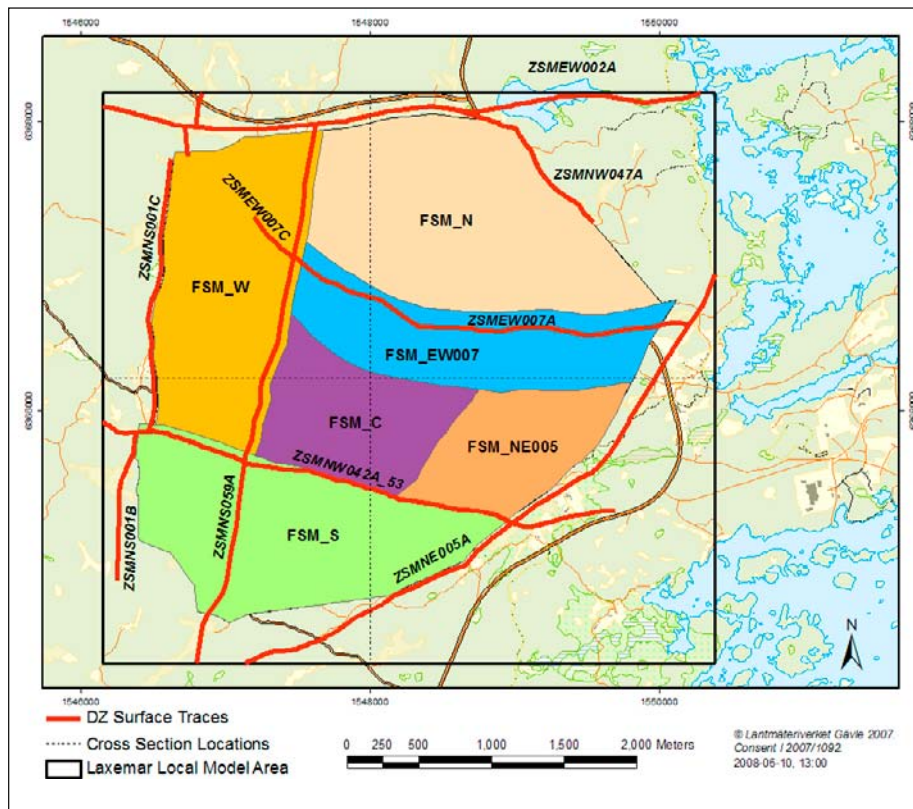 1546000
1548000
1550000
ZSMEW002A
6368000
ZSMNW047A
ZSMNS001C
ZSMEW007C
FSM_N
FSM_W
ZSMEW007A
FSM_EW007
FSM_C
FSM_NE005
ZSMNW042A_53
ZSMNS059A
ZSMNS001B
FSM_S
ZSMNE005A
N
1546000
1548000
1550000
DZ Surface Traces
Cross Section Locations
Laxemar Local Model Area
0 250 500 1,000 1,500 2,000 Meters
© Lantmäteriverket Gävle 2007.
Consent I 2007/1092.
2008-05-10, 13:00